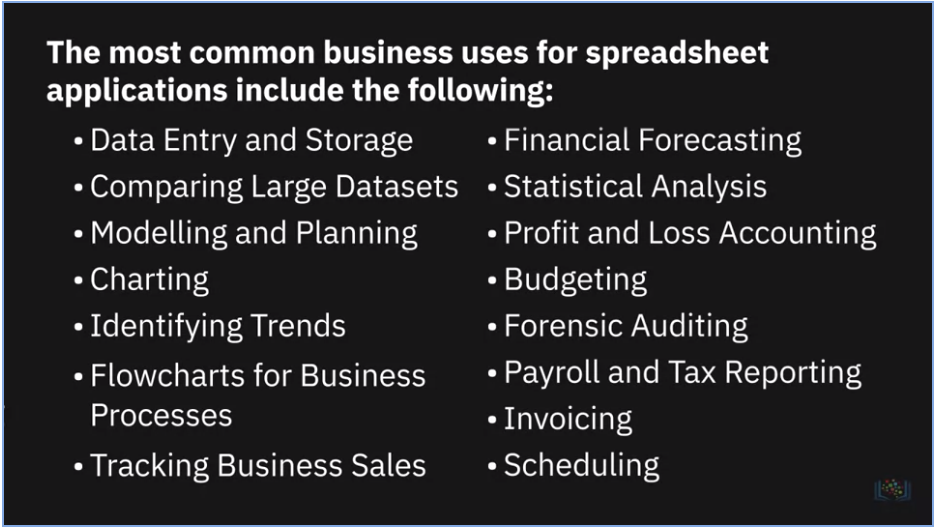 The most common business uses for spreadsheet
applications include the following:
• Data Entry and Storage
• Comparing Large Datasets
• Modelling and Planning
• Charting
• Identifying Trends
• Flowcharts for Business
Processes
• Tracking Business Sales
• Financial Forecasting
• Statistical Analysis
• Profit and Loss Accounting
• Budgeting
• Forensic Auditing
• Payroll and Tax Reporting
• Invoicing
• Scheduling